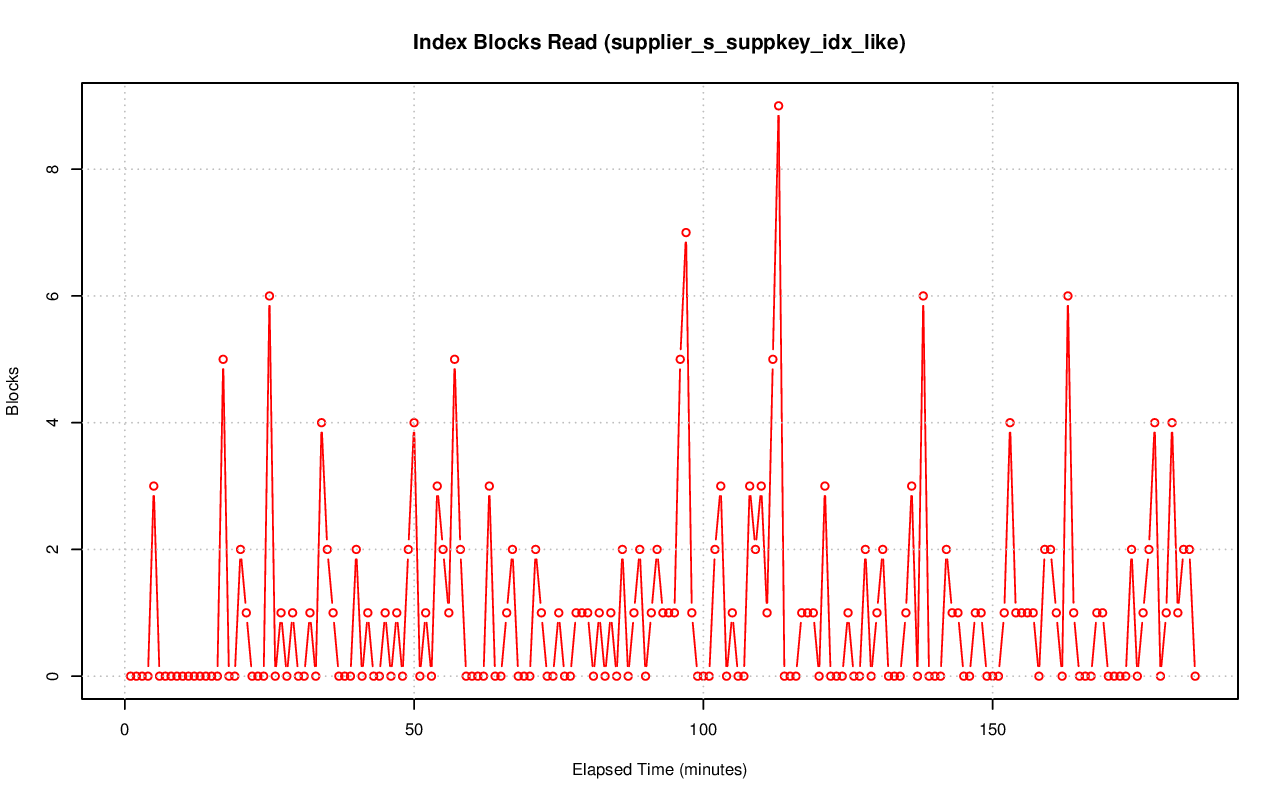 Index Blocks Read (supplier_s_suppkey_idx_like)
8
6
4
2
0
Blocks
0 50 100 150
Elapsed Time (minutes)